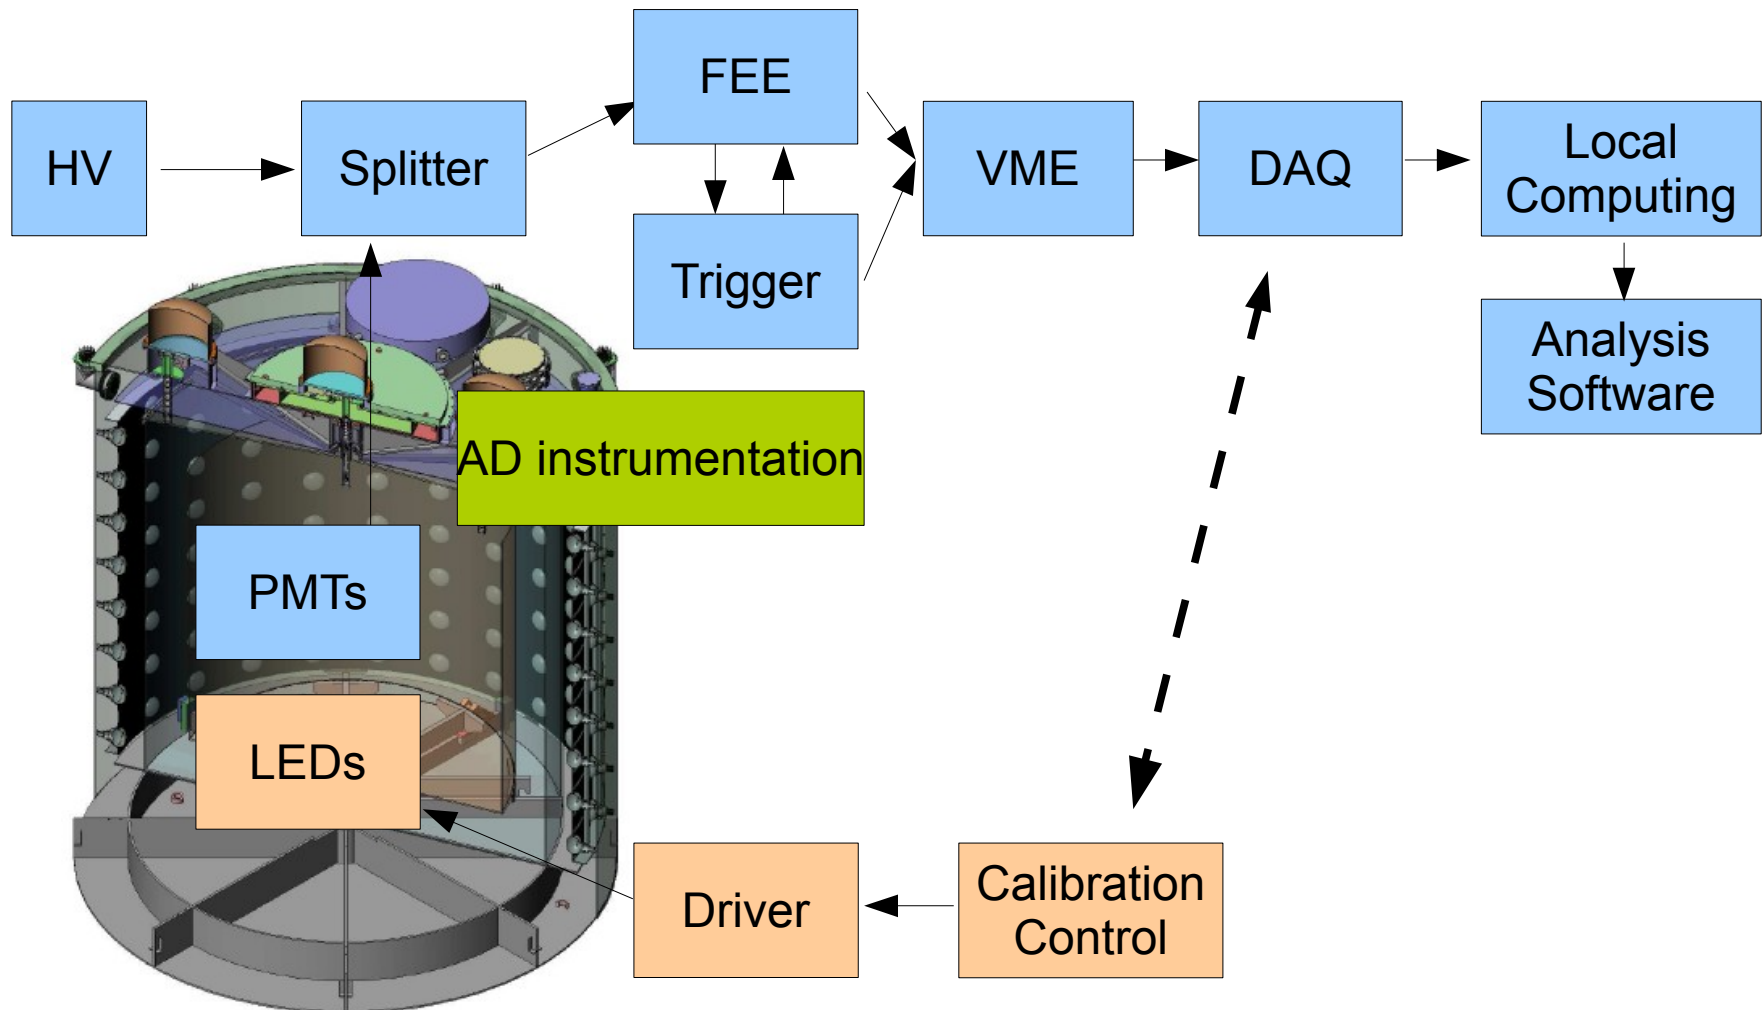 FEE
HV
Splitter
VME
DAQ
Local
Computing
Trigger
Analysis
Software
AD instrumentation
PMTs
LEDs
Driver
Calibration
Control